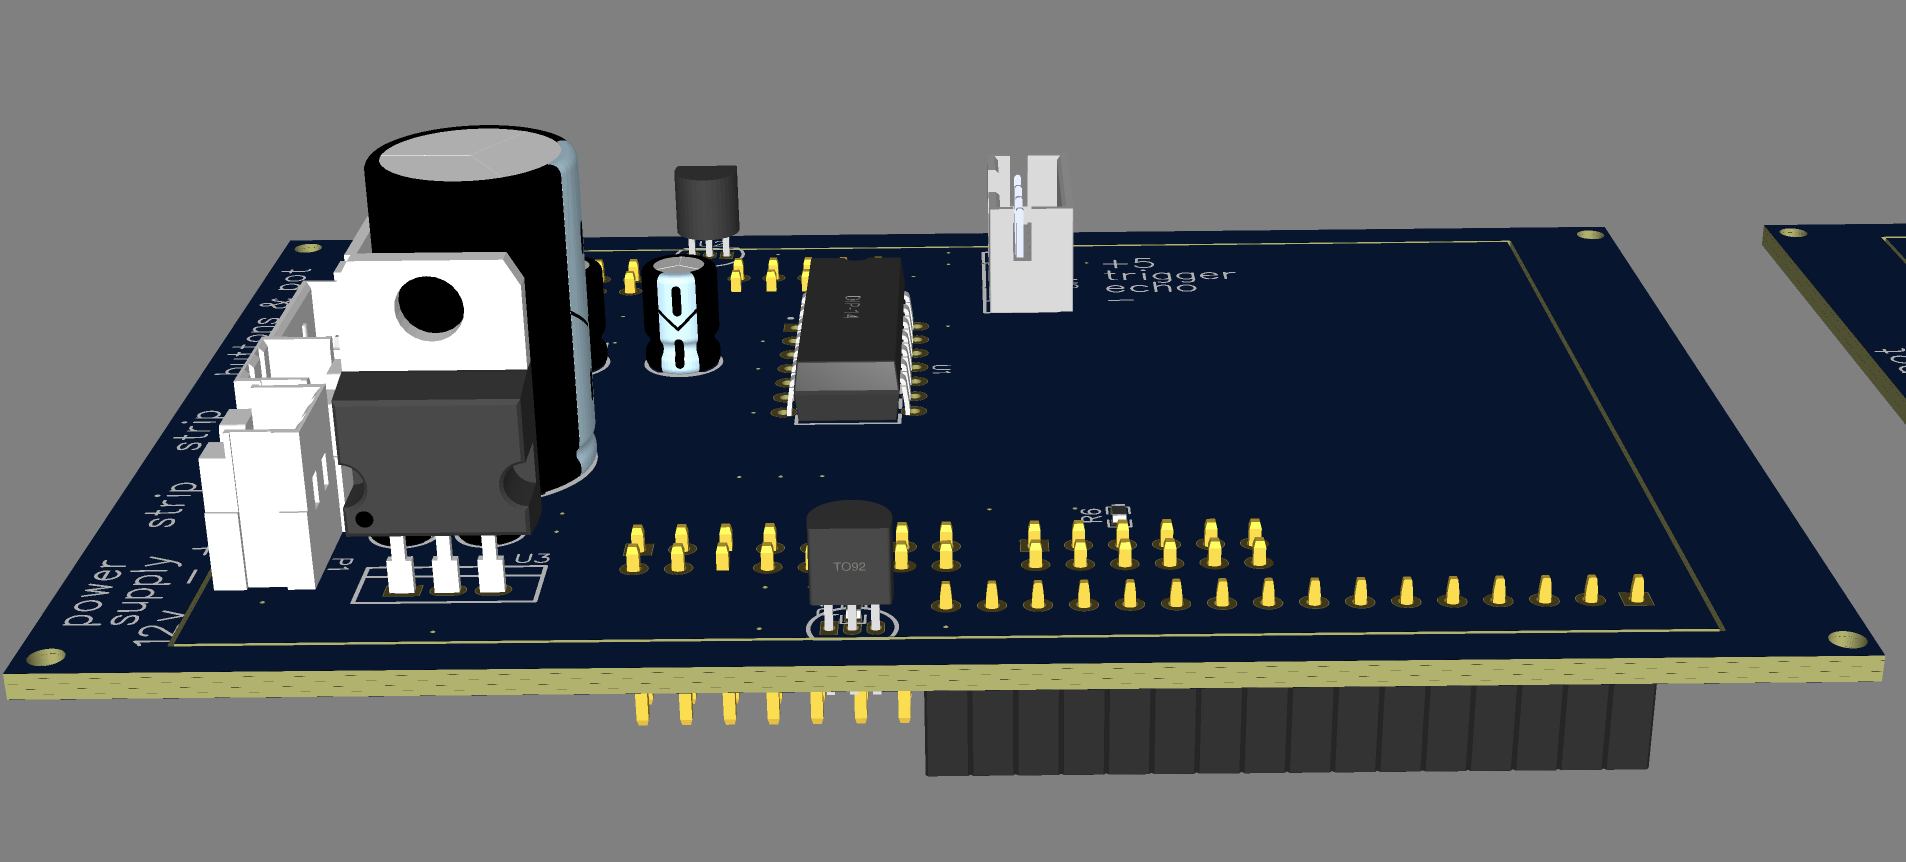 +5
trigger
echo
—
buttons & pot
DIP-14
U1
strip
strip
R6
+
—
P1
U3
power
supply
12v
TO92